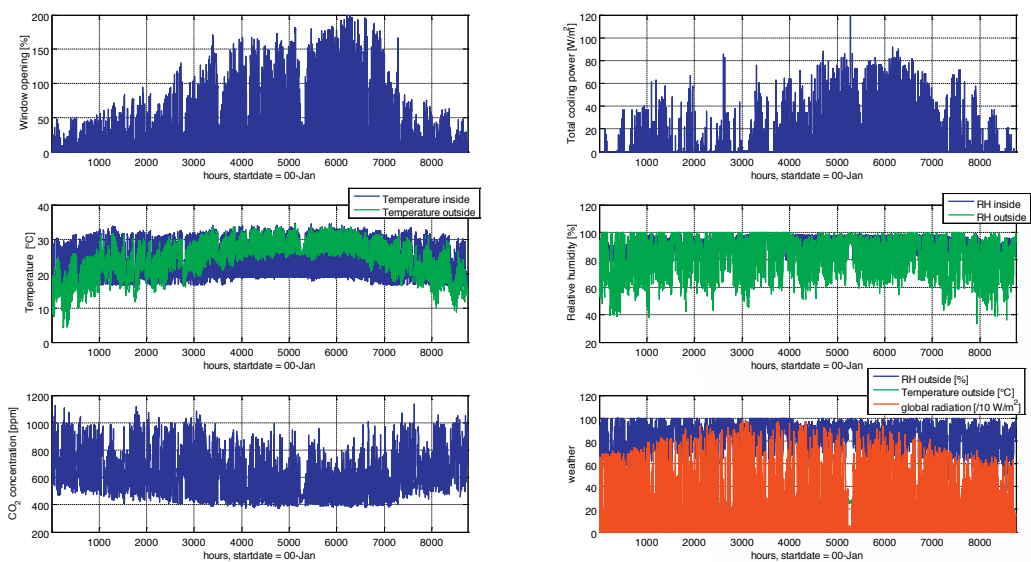 Window opening [%]
200
150
100
50
0
1000 2000 3000 4000 5000 6000 7000 8000
hours, startdate = 00-Jan
Total cooling power [W/m²]
120
100
80
60
40
20
0
1000 2000 3000 4000 5000 6000 7000 8000
hours, startdate = 00-Jan
Temperature inside
Temperature outside
Temperature [°C]
40
30
20
10
0
1000 2000 3000 4000 5000 6000 7000 8000
hours, startdate = 00-Jan
RH inside
RH outside
Relative humidity [%]
100
80
60
40
20
1000 2000 3000 4000 5000 6000 7000 8000
hours, startdate = 00-Jan
CO₂ concentration [ppm]
1200
1000
800
600
400
200
1000 2000 3000 4000 5000 6000 7000 8000
hours, startdate = 00-Jan
RH outside [%]
Temperature outside [°C]
global radiation [/10 W/m²]
weather
120
100
80
60
40
20
0
1000 2000 3000 4000 5000 6000 7000 8000
hours, startdate = 00-Jan